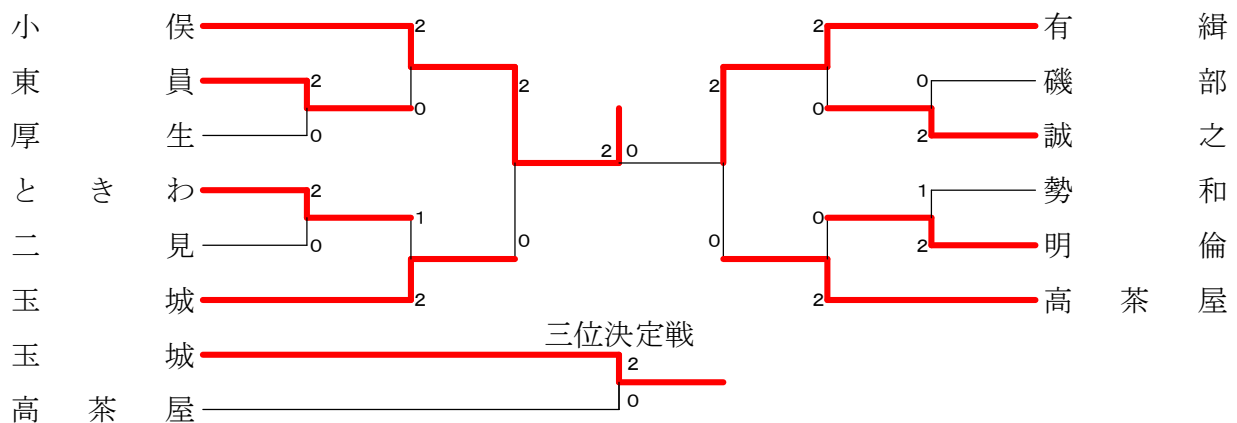 小俣 2 2 有緝
東員 2 2 2 0 磯部
0 0 2
厚生 0 2 0 誠之
ときわ 2 1 勢和
1 0
二見 0 0 0 2 明倫
玉城 2 2 高茶屋
三位決定戦
玉城 2
高茶屋 0